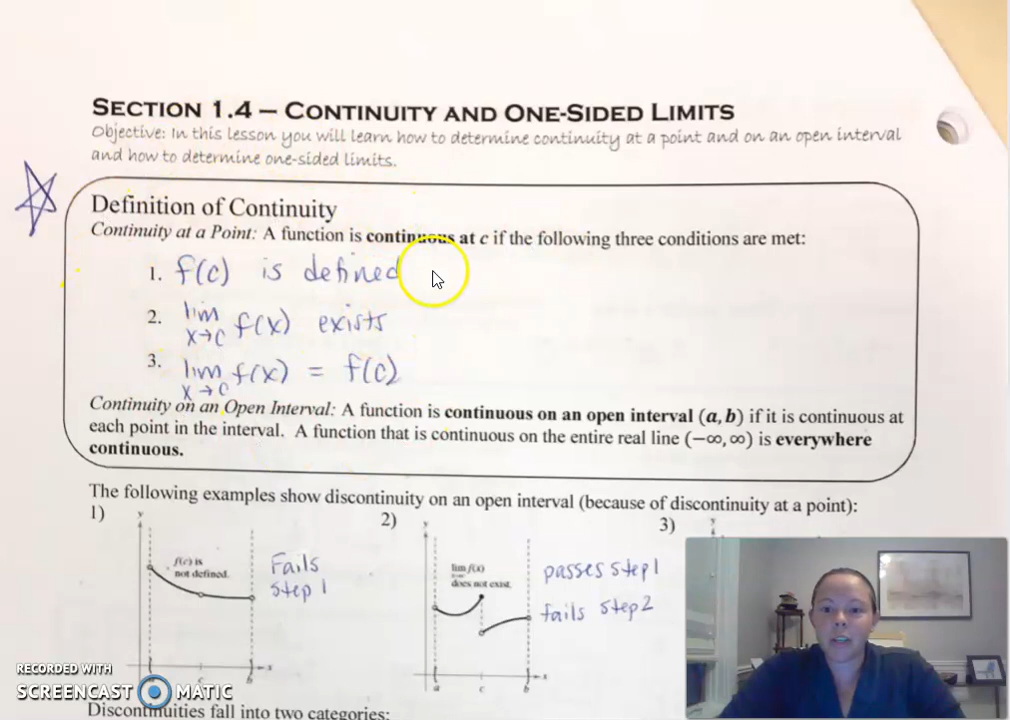 SECTION 1.4 – CONTINUITY AND ONE-SIDED LIMITS
Objective: In this lesson you will learn how to determine continuity at a point and on an open interval
and how to determine one-sided limits.
Definition of Continuity
Continuity at a Point: A function is continuous at c if the following three conditions are met:
1. f(c) is defined
2. lim x→c f(x) exists
3. lim x→c f(x) = f(c)
Continuity on an Open Interval: A function is continuous on an open interval (a, b) if it is continuous at
each point in the interval. A function that is continuous on the entire real line (−∞, ∞) is everywhere
continuous.
The following examples show discontinuity on an open interval (because of discontinuity at a point):
1)
y
f(c) is
not defined.
Fails
Step 1
a
c
b
x
2)
y
lim f(x)
does not exist.
passes step 1
fails step 2
a
c
b
x
3)
y
RECORDED WITH
SCREENCAST MATIC
Discontinuities fall into two categories: